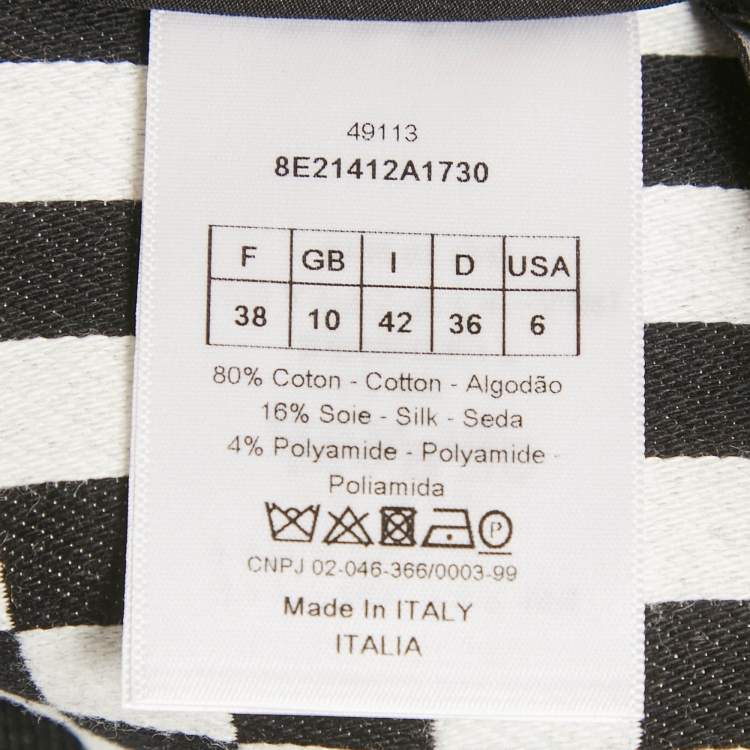 49113
8E21412A1730
F GB I D USA
38 10 42 36 6
80% Coton - Cotton - Algodão
16% Soie - Silk - Seda
4% Polyamide - Polyamide -
Poliamida
P
CNPJ 02-046-366/0003-99
Made In ITALY
ITALIA